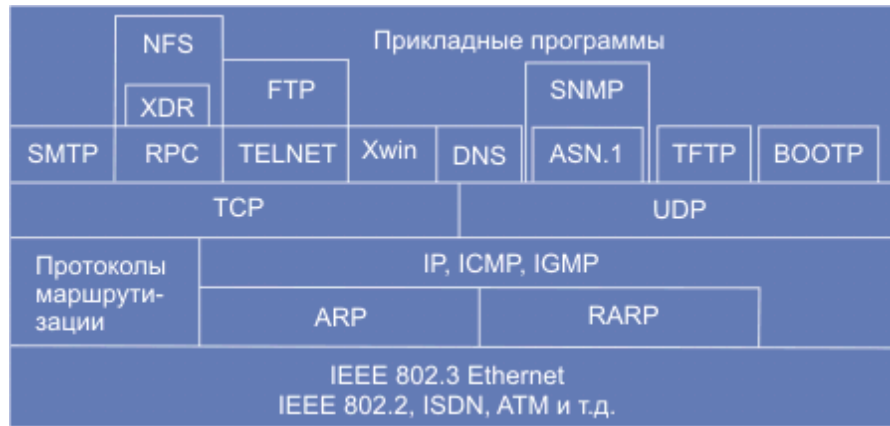 NFS
Прикладные программы
FTP
SNMP
XDR
SMTP
RPC
TELNET
Xwin
DNS
ASN.1
TFTP
BOOTP
TCP
UDP
Протоколы
маршрути-
зации
IP, ICMP, IGMP
ARP
RARP
IEEE 802.3 Ethernet
IEEE 802.2, ISDN, ATM и т.д.